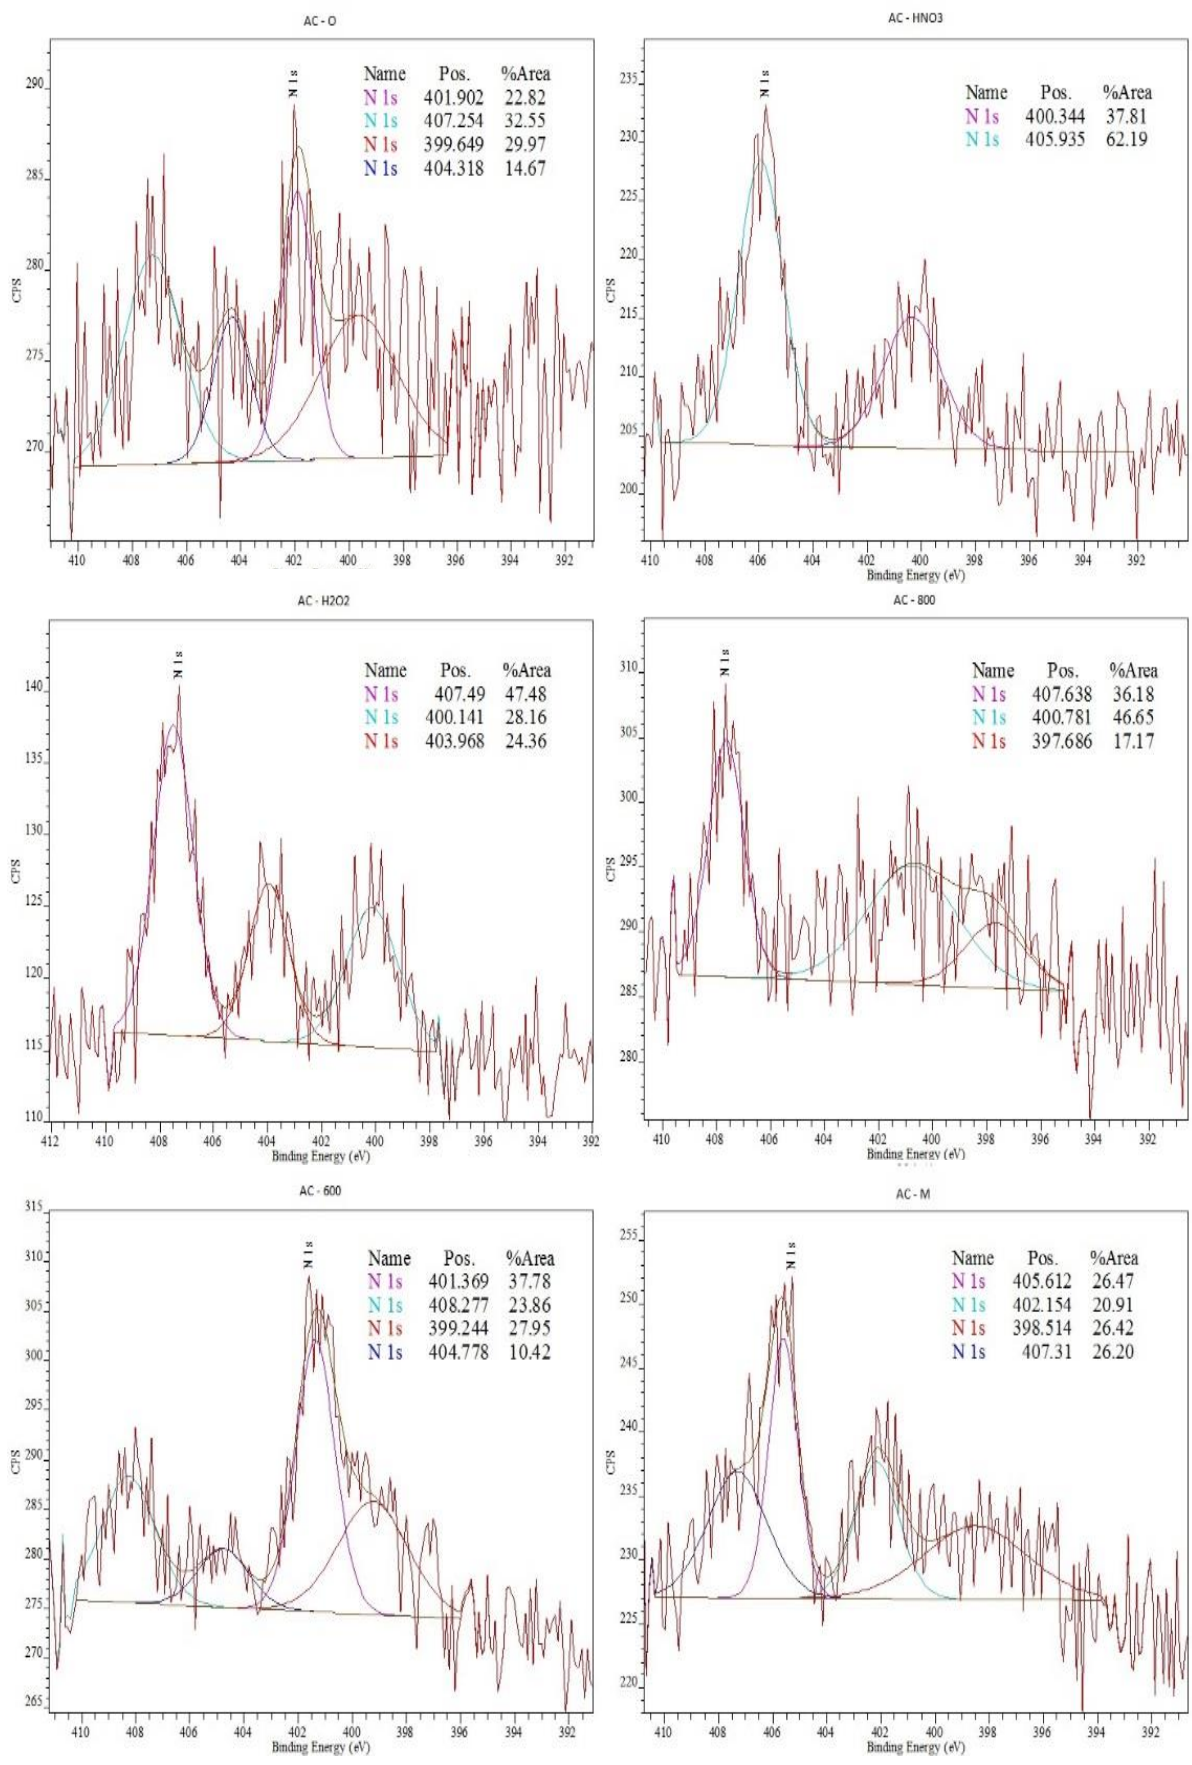 AC - O
N 1s
Name Pos. %Area
N 1s 401.902 22.82
N 1s 407.254 32.55
N 1s 399.649 29.97
N 1s 404.318 14.67
290
285
280
275
270
CPS
410 408 406 404 402 400 398 396 394 392
AC - HNO3
N 1s
Name Pos. %Area
N 1s 400.344 37.81
N 1s 405.935 62.19
235
230
225
220
215
210
205
200
CPS
410 408 406 404 402 400 398 396 394 392
Binding Energy (eV)
AC - H2O2
N 1s
Name Pos. %Area
N 1s 407.49 47.48
N 1s 400.141 28.16
N 1s 403.968 24.36
140
135
130
125
120
115
110
CPS
412 410 408 406 404 402 400 398 396 394 392
Binding Energy (eV)
AC - 800
N 1s
Name Pos. %Area
N 1s 407.638 36.18
N 1s 400.781 46.65
N 1s 397.686 17.17
310
305
300
295
290
285
280
CPS
410 408 406 404 402 400 398 396 394 392
Binding Energy (eV)
AC - 600
N 1s
Name Pos. %Area
N 1s 401.369 37.78
N 1s 408.277 23.86
N 1s 399.244 27.95
N 1s 404.778 10.42
315
310
305
300
295
290
285
280
275
270
265
CPS
410 408 406 404 402 400 398 396 394 392
Binding Energy (eV)
AC - M
N 1s
Name Pos. %Area
N 1s 405.612 26.47
N 1s 402.154 20.91
N 1s 398.514 26.42
N 1s 407.31 26.20
255
250
245
240
235
230
225
220
CPS
410 408 406 404 402 400 398 396 394 392
Binding Energy (eV)